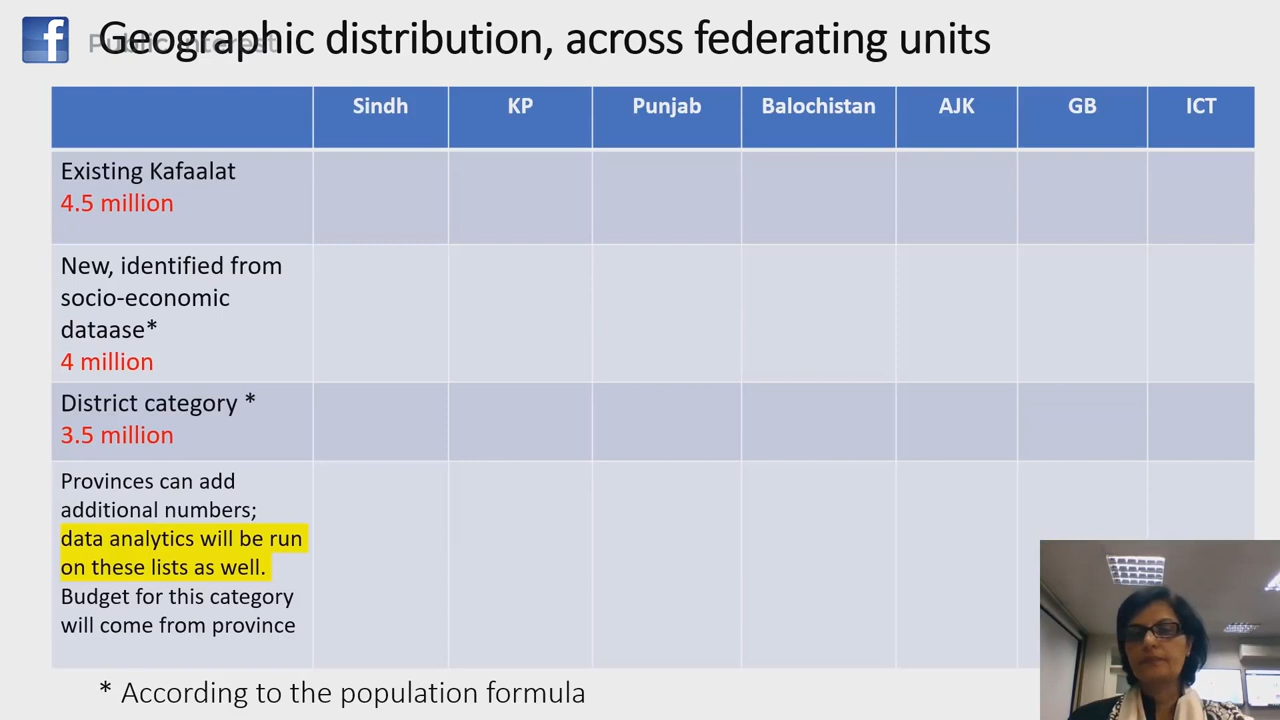 Public Interest
Geographic distribution, across federating units
Sindh KP Punjab Balochistan AJK GB ICT
Existing Kafaalat
4.5 million
New, identified from
socio-economic
dataase*
4 million
District category *
3.5 million
Provinces can add
additional numbers;
data analytics will be run
on these lists as well.
Budget for this category
will come from province
* According to the population formula